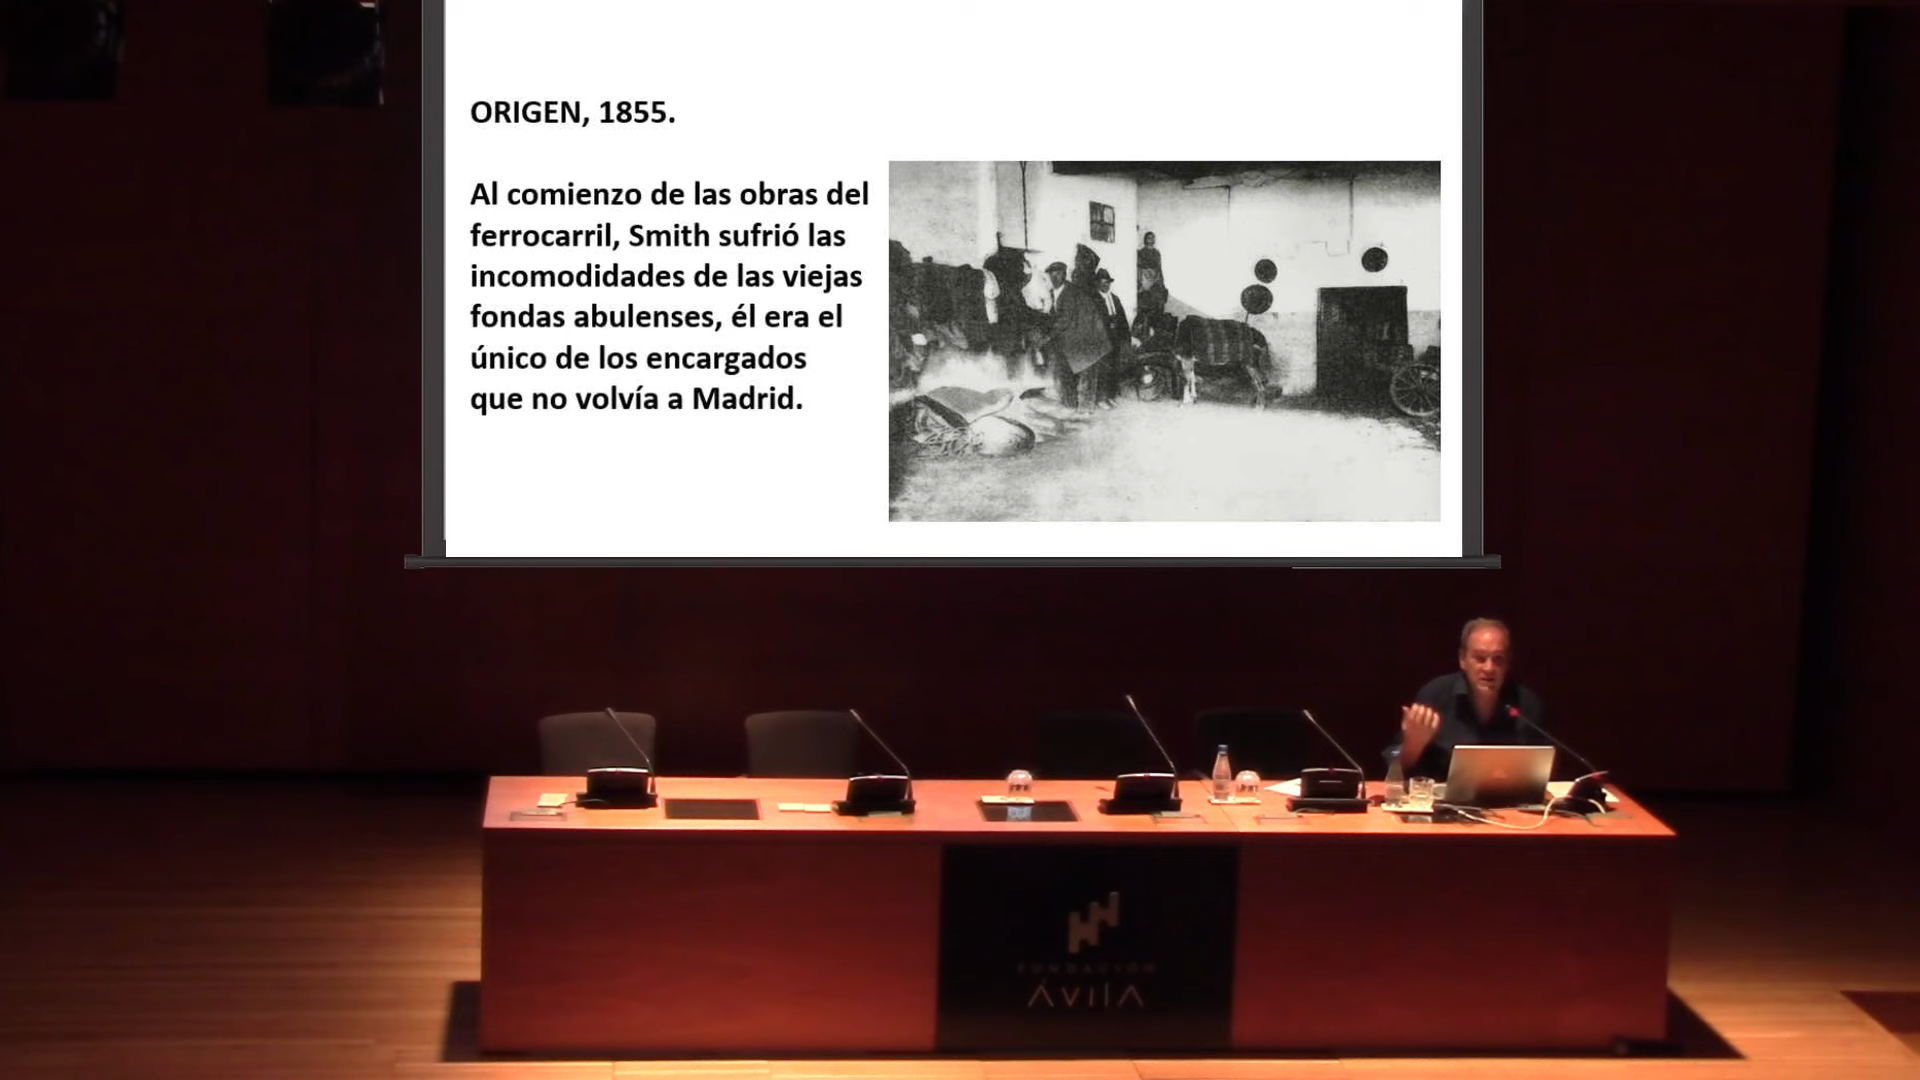 ORIGEN, 1855.
Al comienzo de las obras del
ferrocarril, Smith sufrió las
incomodidades de las viejas
fondas abulenses, él era el
único de los encargados
que no volvía a Madrid.
FUNDACIÓN
ÁVILA